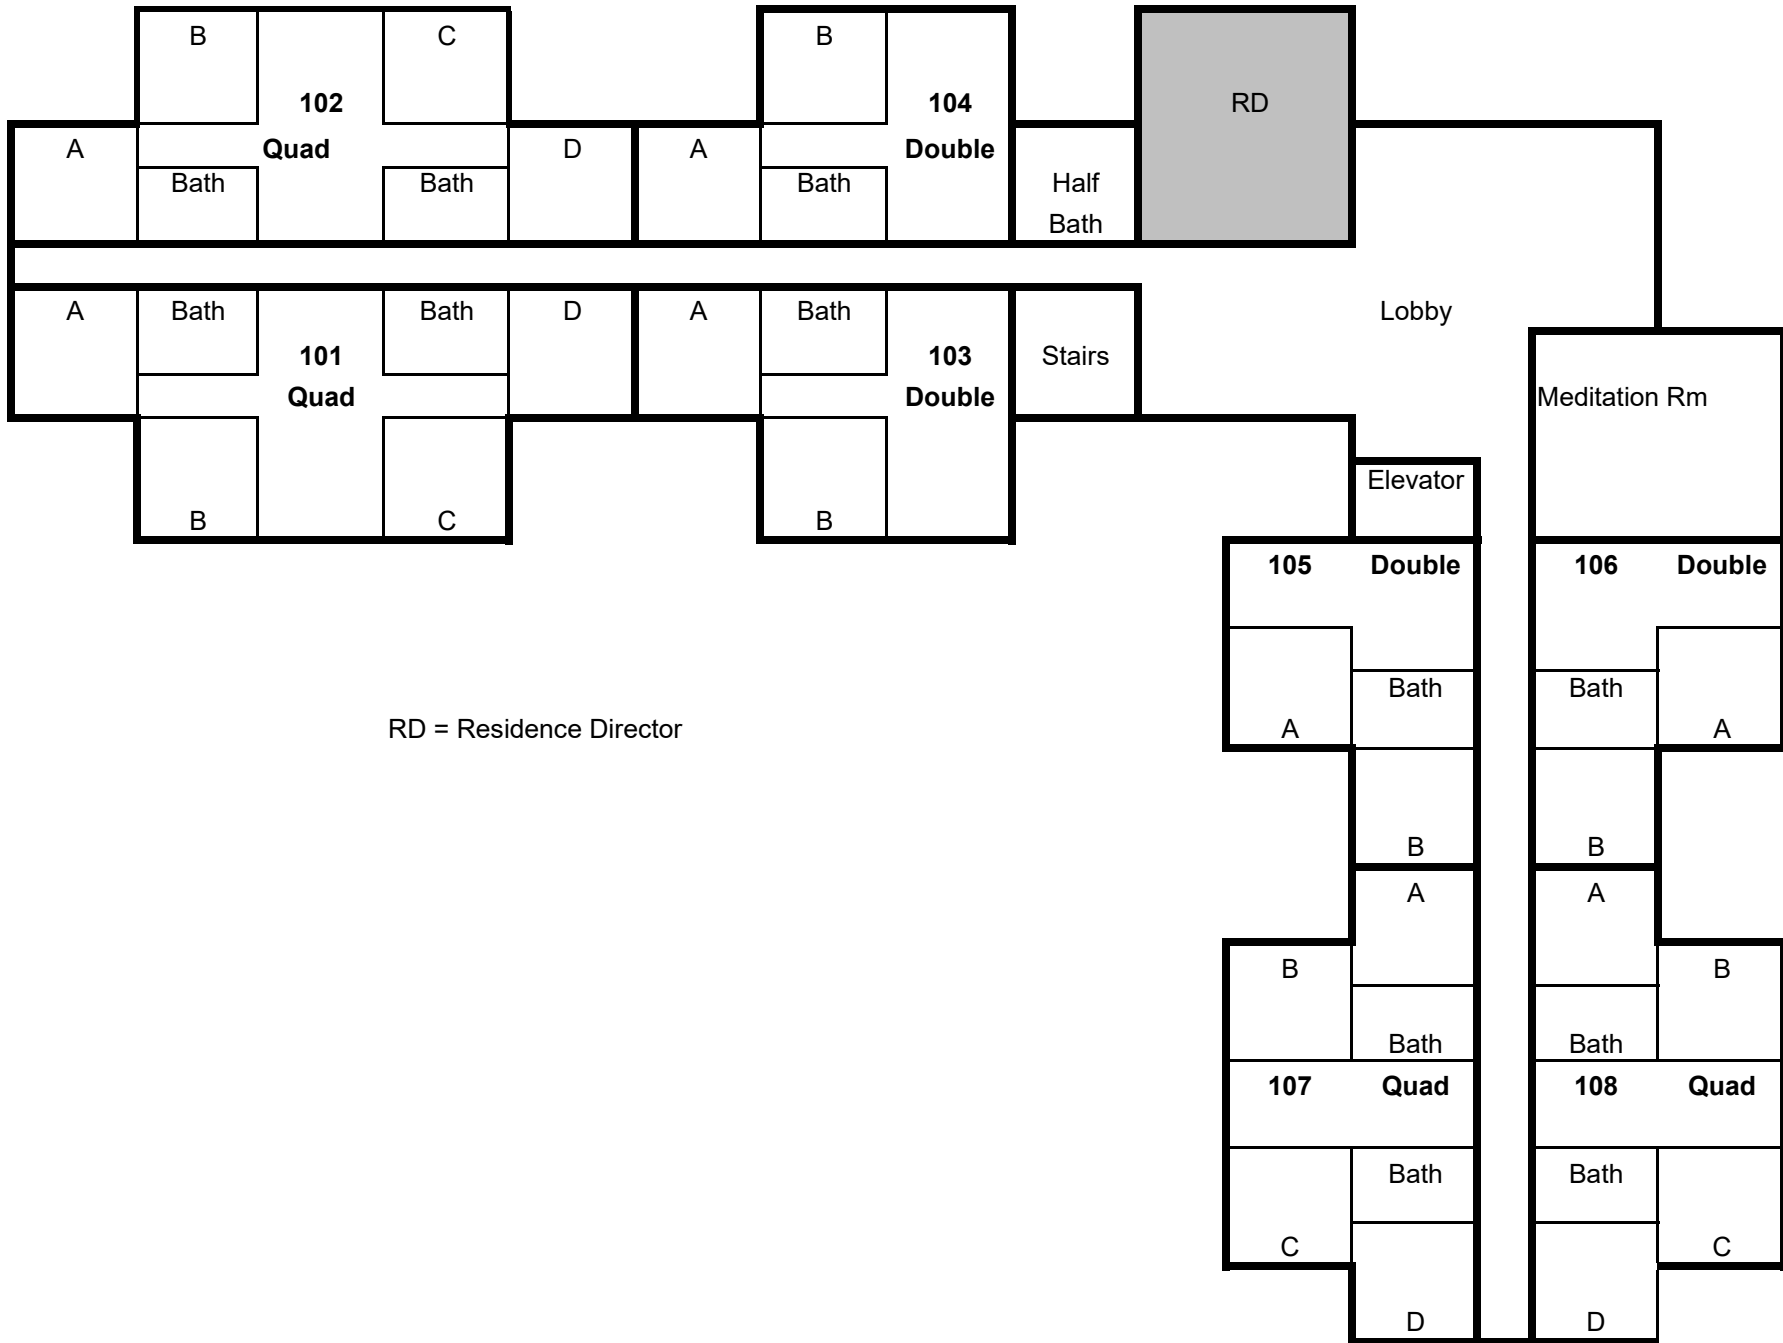 B C B
102 104 RD
A Quad D A Double
Bath Bath Bath Half
Bath
A Bath Bath D A Bath Lobby
101 103 Stairs
Quad Double Meditation Rm
Elevator
B C B
105 Double 106 Double
Bath Bath
RD = Residence Director A A
B B
A A
B B
Bath Bath
107 Quad 108 Quad
Bath Bath
C C
D D